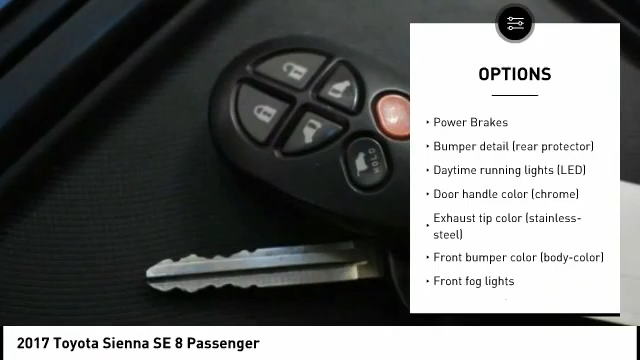 HOLD
OPTIONS
Power Brakes
Bumper detail (rear protector)
Daytime running lights (LED)
Door handle color (chrome)
Exhaust tip color (stainless-
steel)
Front bumper color (body-color)
Front fog lights
2017 Toyota Sienna SE 8 Passenger